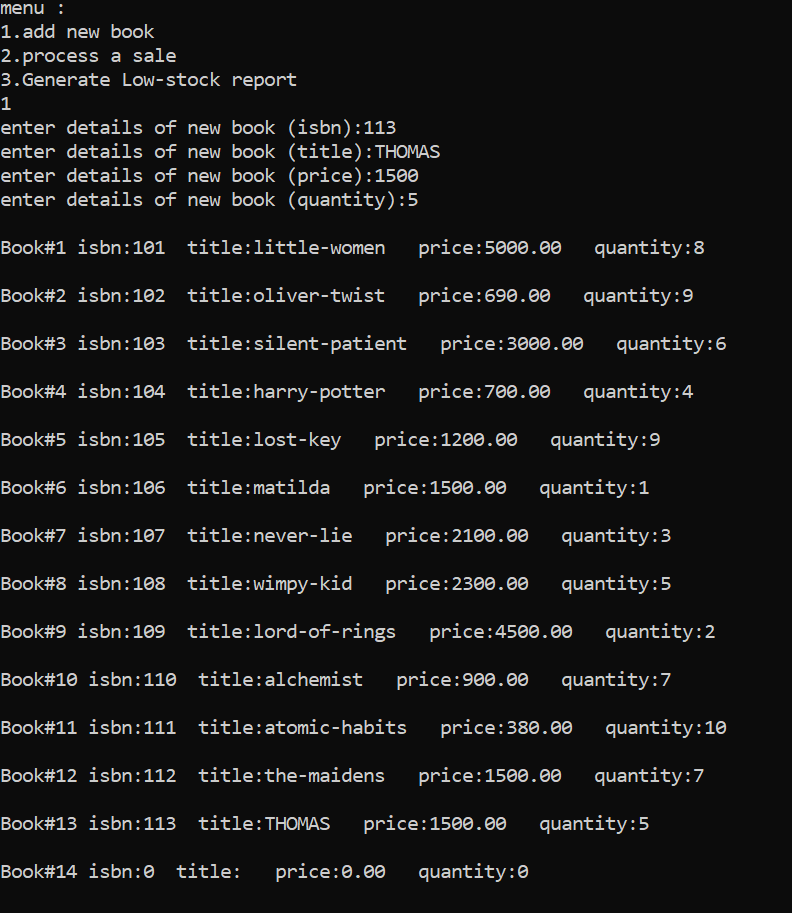 menu :
1.add new book
2.process a sale
3.Generate Low-stock report
1
enter details of new book (isbn):113
enter details of new book (title):THOMAS
enter details of new book (price):1500
enter details of new book (quantity):5
Book#1 isbn:101  title:little-women   price:5000.00   quantity:8
Book#2 isbn:102  title:oliver-twist   price:690.00   quantity:9
Book#3 isbn:103  title:silent-patient   price:3000.00   quantity:6
Book#4 isbn:104  title:harry-potter   price:700.00   quantity:4
Book#5 isbn:105  title:lost-key   price:1200.00   quantity:9
Book#6 isbn:106  title:matilda   price:1500.00   quantity:1
Book#7 isbn:107  title:never-lie   price:2100.00   quantity:3
Book#8 isbn:108  title:wimpy-kid   price:2300.00   quantity:5
Book#9 isbn:109  title:lord-of-rings   price:4500.00   quantity:2
Book#10 isbn:110  title:alchemist   price:900.00   quantity:7
Book#11 isbn:111  title:atomic-habits   price:380.00   quantity:10
Book#12 isbn:112  title:the-maidens   price:1500.00   quantity:7
Book#13 isbn:113  title:THOMAS   price:1500.00   quantity:5
Book#14 isbn:0  title:   price:0.00   quantity:0